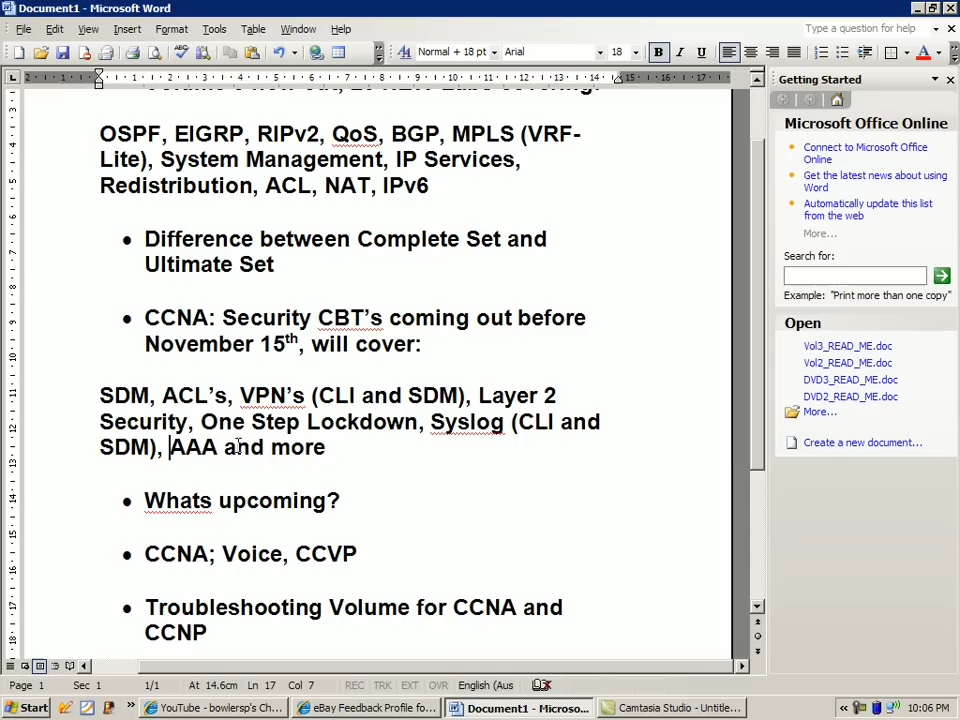 Document1 - Microsoft Word
File Edit View Insert Format Tools Table Window Help Type a question for help
Normal + 18 pt Arial 18 B I U
Getting Started
Microsoft Office Online
Connect to Microsoft Office
Online
Get the latest news about using
Word
Automatically update this list
from the web
More...
Search for:
Example: "Print more than one copy"
Open
Vol3_READ_ME.doc
Vol2_READ_ME.doc
DVD3_READ_ME.doc
DVD2_READ_ME.doc
More...
Create a new document...
OSPF, EIGRP, RIPv2, QoS, BGP, MPLS (VRF-
Lite), System Management, IP Services,
Redistribution, ACL, NAT, IPv6
• Difference between Complete Set and
Ultimate Set
• CCNA: Security CBT's coming out before
November 15th, will cover:
SDM, ACL's, VPN's (CLI and SDM), Layer 2
Security, One Step Lockdown, Syslog (CLI and
SDM), AAA and more
• Whats upcoming?
• CCNA; Voice, CCVP
• Troubleshooting Volume for CCNA and
CCNP
Page 1 Sec 1 1/1 At 14.6cm Ln 17 Col 7 REC TRK EXT OVR English (Aus
Start YouTube - bowlersp's Ch... eBay Feedback Profile fo... Document1 - Microso... Camtasia Studio - Untitle... 10:06 PM